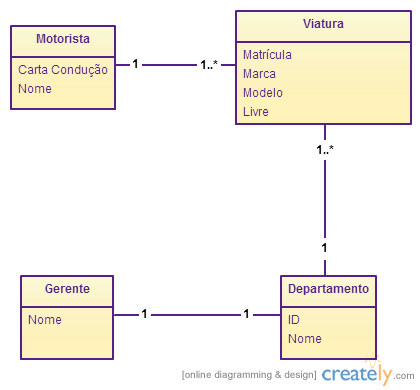 Motorista
Carta Condução
Nome
1
1..*
Viatura
Matrícula
Marca
Modelo
Livre
1..*
1
Gerente
Nome
1
1
Departamento
ID
Nome
[online diagramming & design] creately.com